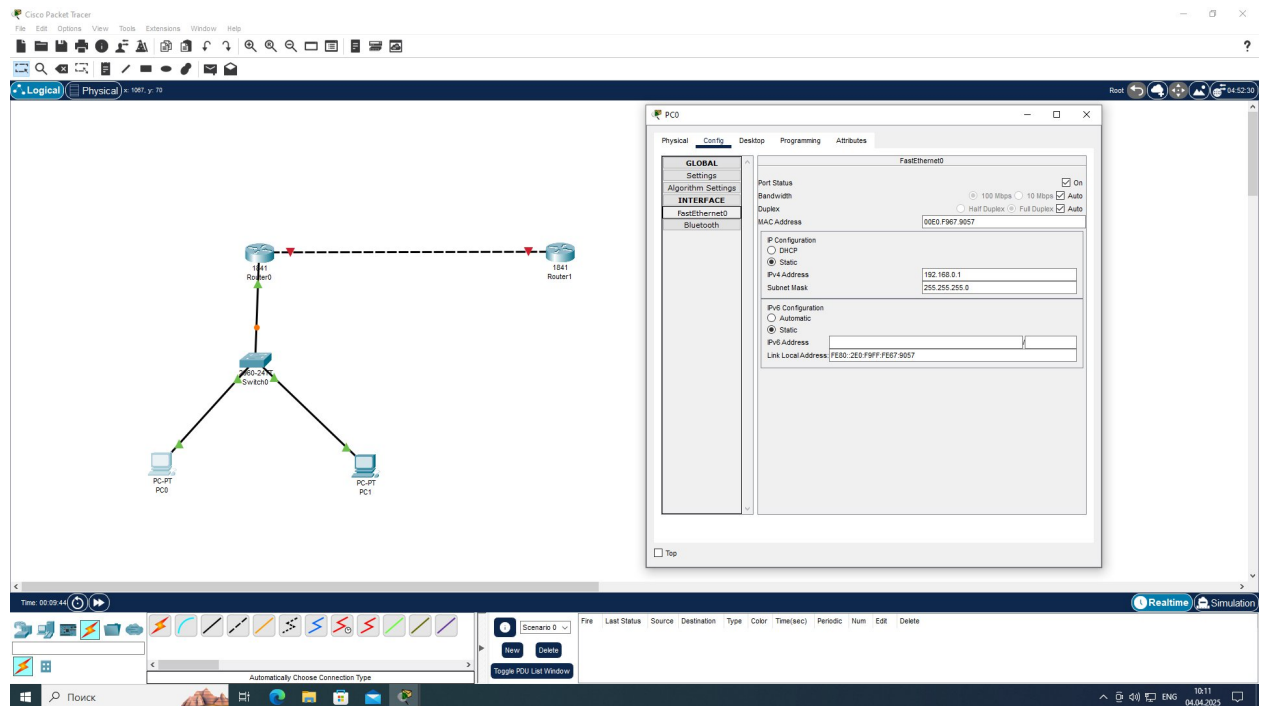 Cisco Packet Tracer
File Edit Options View Tools Extensions Window Help
?
Logical Physical x: 1067, y: 70
Root 04:52:30
PC0
Physical Config Desktop Programming Attributes
GLOBAL
Settings
Algorithm Settings
INTERFACE
FastEthernet0
Bluetooth
FastEthernet0
Port Status On
Bandwidth 100 Mbps 10 Mbps Auto
Duplex Half Duplex Full Duplex Auto
MAC Address 00E0.F967.9057
IP Configuration
DHCP
Static
IPv4 Address 192.168.0.1
Subnet Mask 255.255.255.0
IPv6 Configuration
Automatic
Static
IPv6 Address /
Link Local Address: FE80::2E0:F9FF:FE67:9057
Top
1841
Router0
1841
Router1
2960-24TT
Switch0
PC-PT
PC0
PC-PT
PC1
Time: 00:09:44
Realtime Simulation
Scenario 0
New Delete
Toggle PDU List Window
Fire Last Status Source Destination Type Color Time(sec) Periodic Num Edit Delete
Automatically Choose Connection Type
Поиск
ENG
10:11
04.04.2025